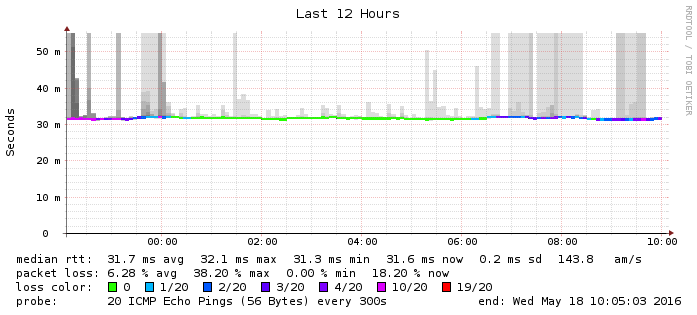 Last 12 Hours
RRDTOOL / TOBI OETIKER
Seconds
50 m
40 m
30 m
20 m
10 m
0
00:00 02:00 04:00 06:00 08:00 10:00
median rtt: 31.7 ms avg 32.1 ms max 31.3 ms min 31.6 ms now 0.2 ms sd 143.8 am/s
packet loss: 6.28 % avg 38.20 % max 0.00 % min 18.20 % now
loss color: 0 1/20 2/20 3/20 4/20 10/20 19/20
probe: 20 ICMP Echo Pings (56 Bytes) every 300s end: Wed May 18 10:05:03 2016